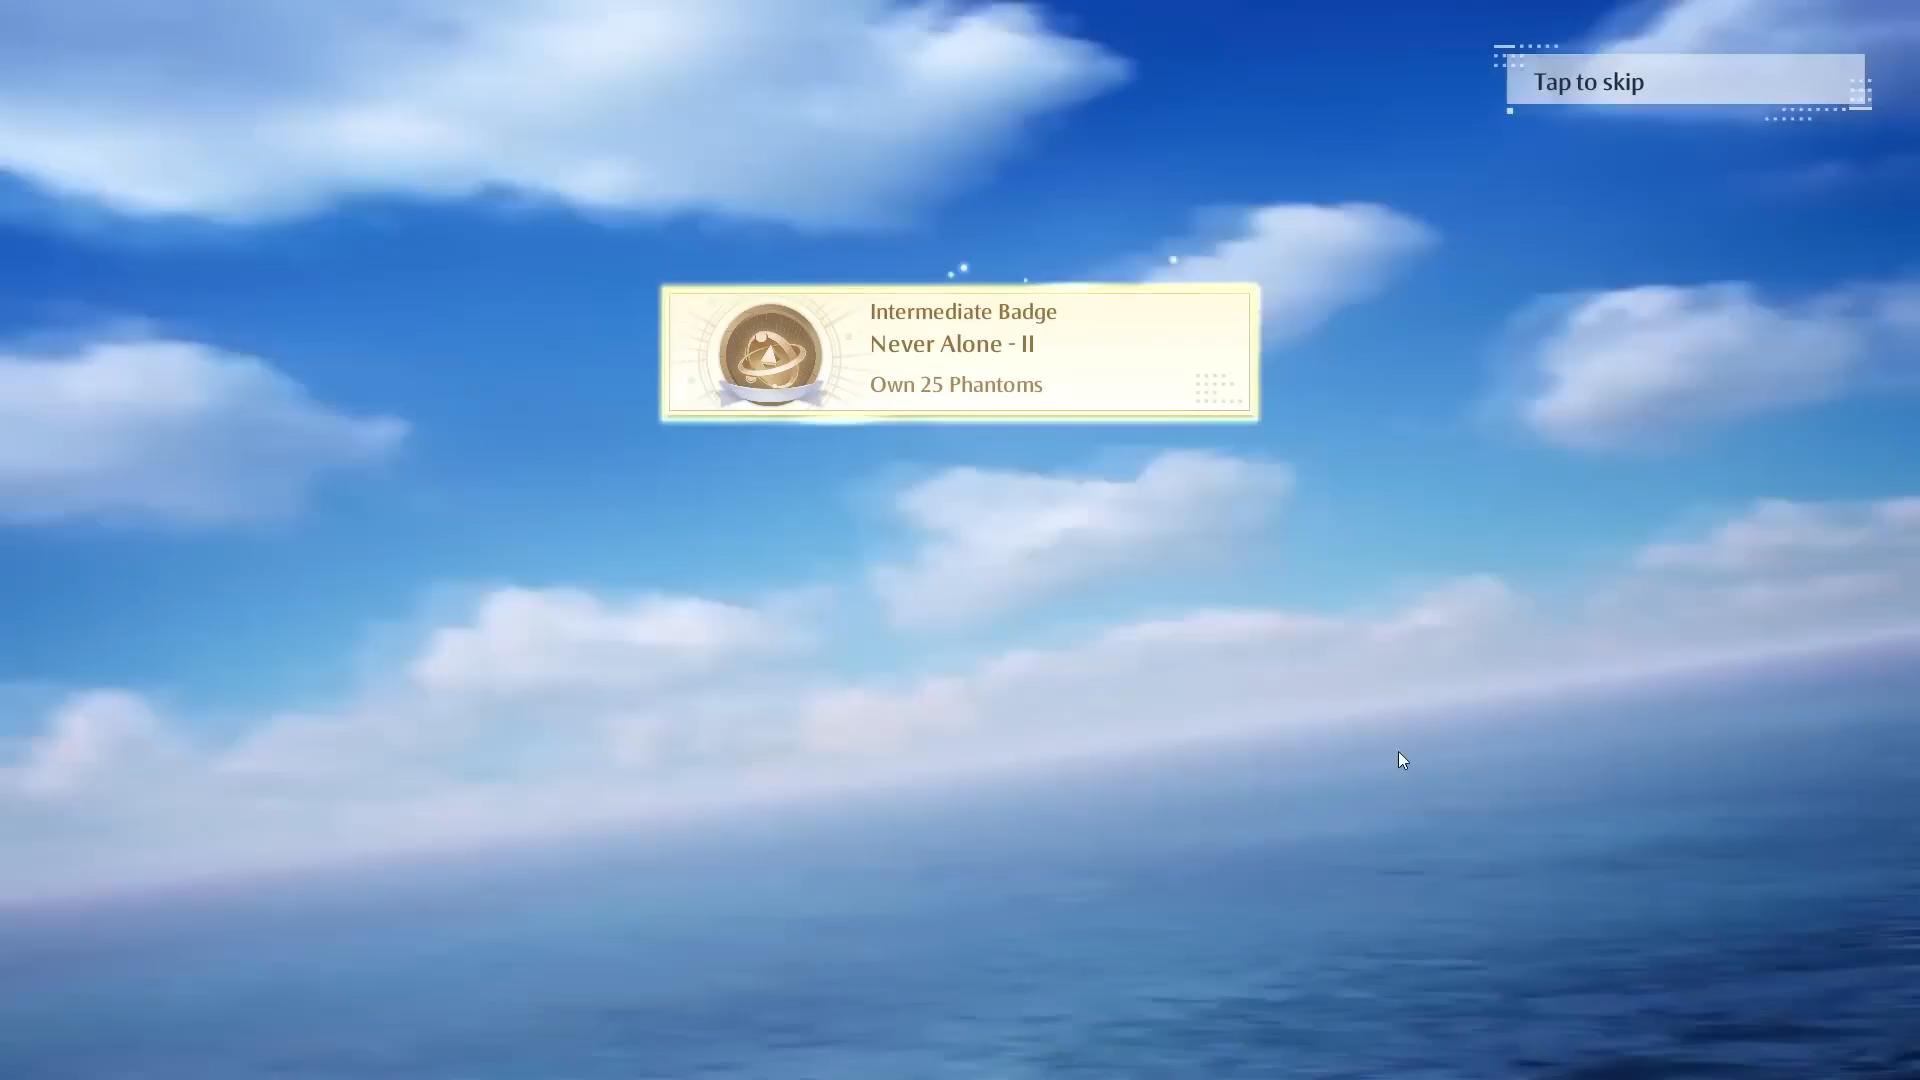 Tap to skip
Intermediate Badge
Never Alone - II
Own 25 Phantoms